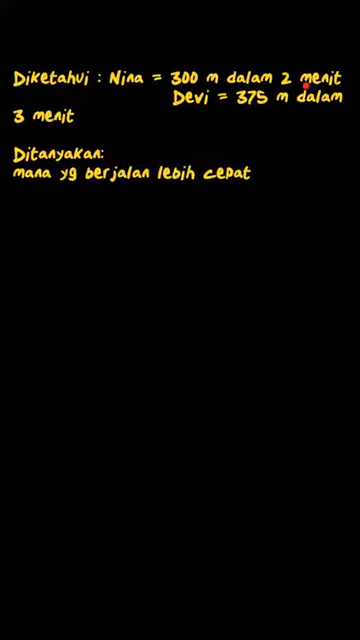 Diketahui : Nina = 300 m dalam 2 menit
Devi = 375 m dalam
3 menit
Ditanyakan:
mana yg berjalan lebih cepat